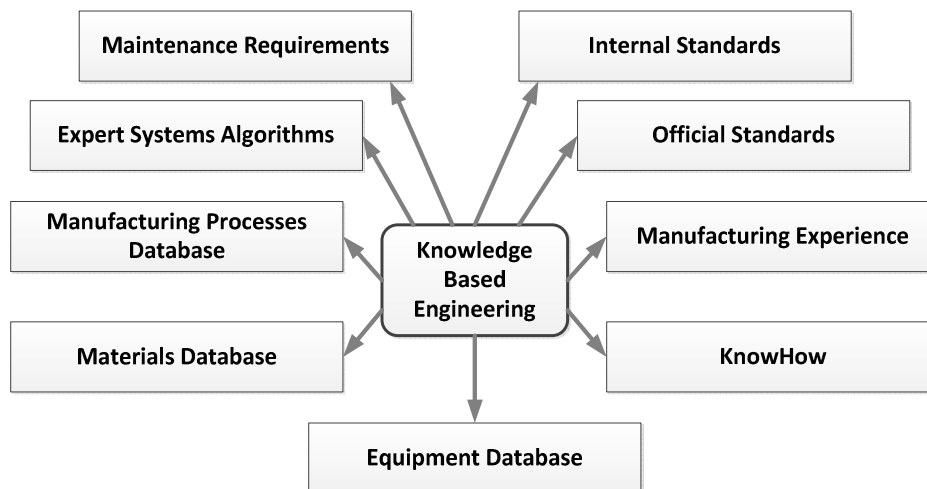 Maintenance Requirements
Internal Standards
Expert Systems Algorithms
Official Standards
Manufacturing Processes
Database
Manufacturing Experience
Knowledge
Based
Engineering
Materials Database
KnowHow
Equipment Database